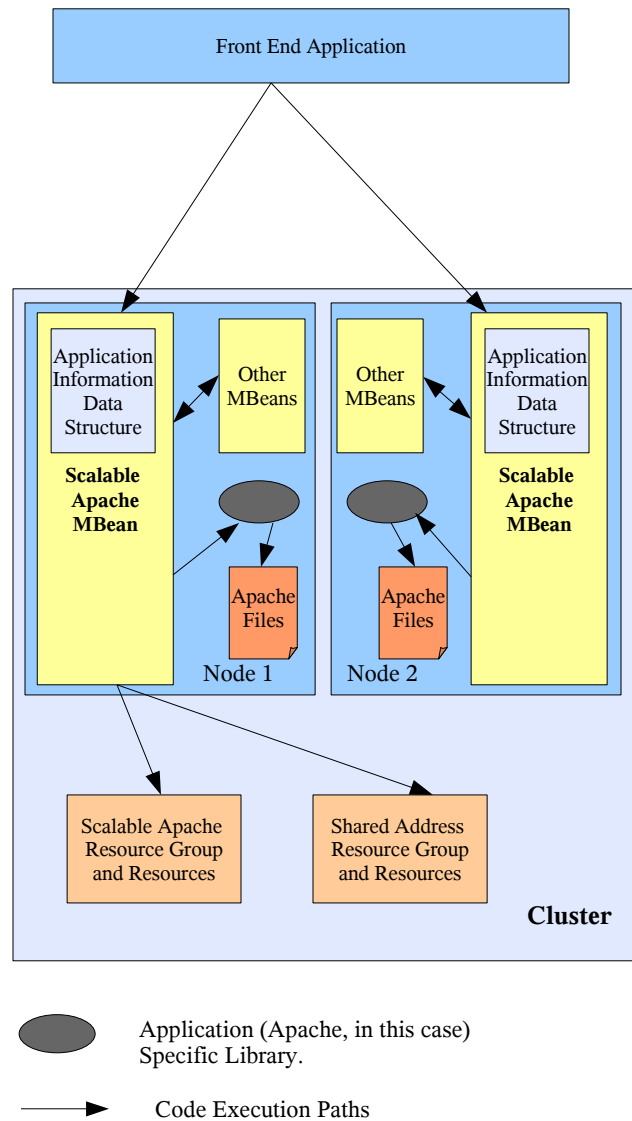 Front End Application
Application
Information
Data
Structure
Scalable
Apache
MBean
Other
MBeans
Apache
Files
Node 1
Other
MBeans
Apache
Files
Node 2
Application
Information
Data
Structure
Scalable
Apache
MBean
Scalable Apache
Resource Group
and Resources
Shared Address
Resource Group
and Resources
Cluster
Application (Apache, in this case)
Specific Library.
Code Execution Paths